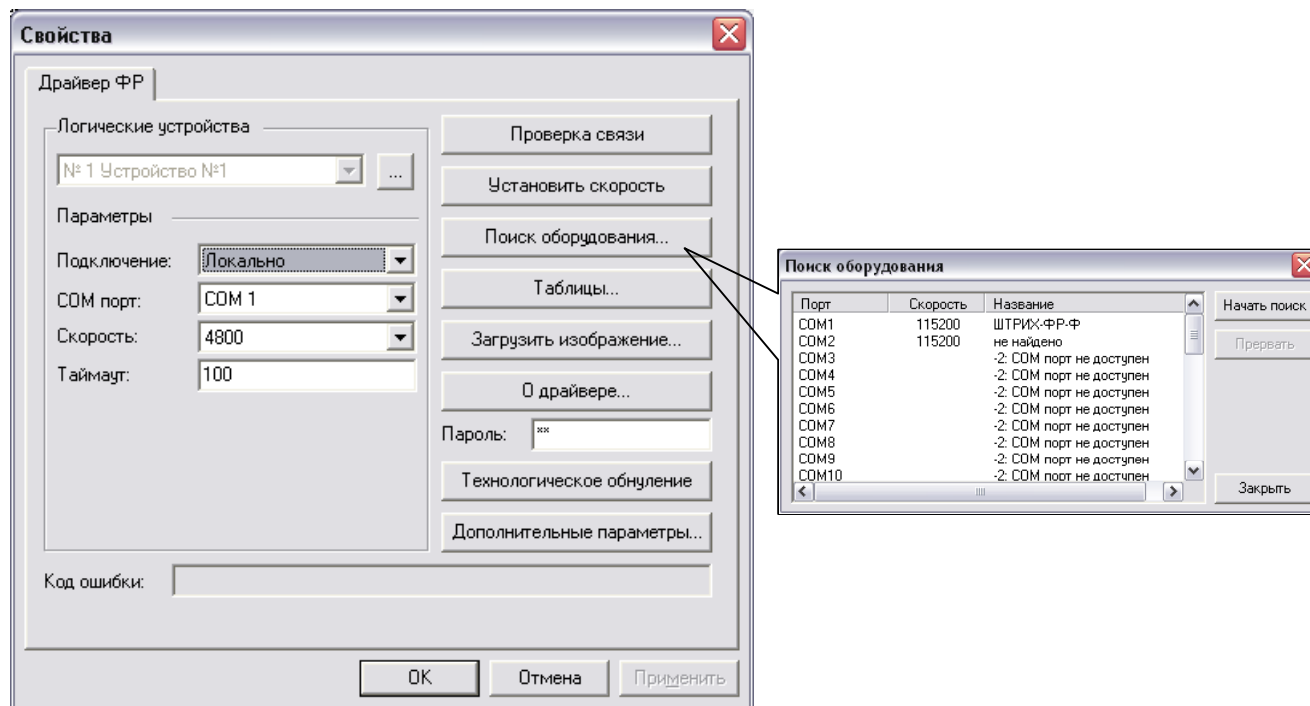 Свойства
Драйвер ФР
Логические устройства
№ 1 Устройство №1
...
Параметры
Подключение: Локально
COM порт: COM 1
Скорость: 4800
Таймаут: 100
Проверка связи
Установить скорость
Поиск оборудования...
Таблицы...
Загрузить изображение...
О драйвере...
Пароль: **
Технологическое обнуление
Дополнительные параметры...
Код ошибки:
OK
Отмена
Применить
Поиск оборудования
Порт Скорость Название
COM1 115200 ШТРИХ-ФР-Ф
COM2 115200 не найдено
COM3 -2: COM порт не доступен
COM4 -2: COM порт не доступен
COM5 -2: COM порт не доступен
COM6 -2: COM порт не доступен
COM7 -2: COM порт не доступен
COM8 -2: COM порт не доступен
COM9 -2: COM порт не доступен
COM10 -2: COM порт не доступен
Начать поиск
Прервать
Закрыть